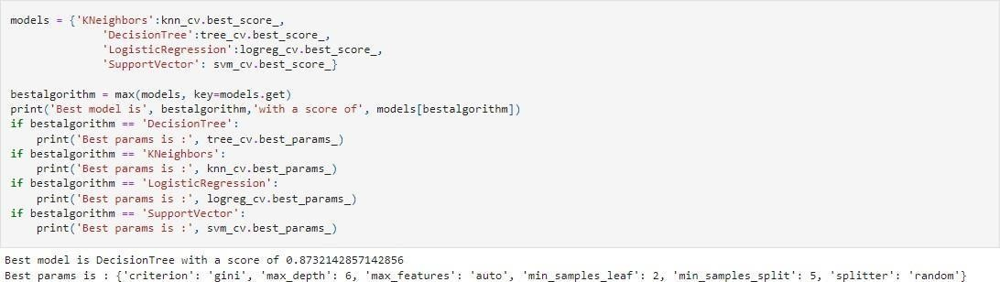 models = {'KNeighbors':knn_cv.best_score_,
'DecisionTree':tree_cv.best_score_,
'LogisticRegression':logreg_cv.best_score_,
'SupportVector': svm_cv.best_score_}
bestalgorithm = max(models, key=models.get)
print('Best model is', bestalgorithm,'with a score of', models[bestalgorithm])
if bestalgorithm == 'DecisionTree':
print('Best params is :', tree_cv.best_params_)
if bestalgorithm == 'KNeighbors':
print('Best params is :', knn_cv.best_params_)
if bestalgorithm == 'LogisticRegression':
print('Best params is :', logreg_cv.best_params_)
if bestalgorithm == 'SupportVector':
print('Best params is :', svm_cv.best_params_)
Best model is DecisionTree with a score of 0.8732142857142856
Best params is : {'criterion': 'gini', 'max_depth': 6, 'max_features': 'auto', 'min_samples_leaf': 2, 'min_samples_split': 5, 'splitter': 'random'}